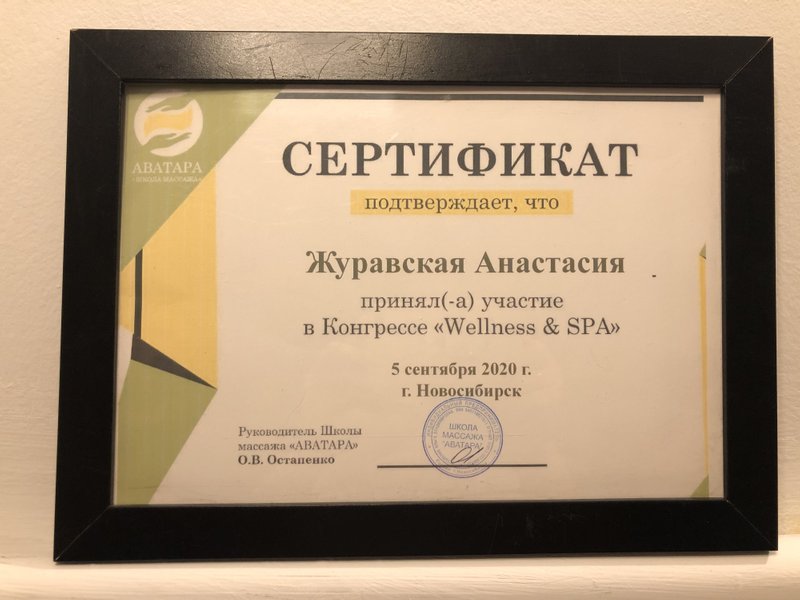 АВАТАРА
ШКОЛА МАССАЖА
СЕРТИФИКАТ
подтверждает, что
Журавская Анастасия
принял(-а) участие
в Конгрессе «Wellness & SPA»
5 сентября 2020 г.
г. Новосибирск
Руководитель Школы
массажа «АВАТАРА»
О.В. Остапенко
ШКОЛА
МАССАЖА
"АВАТАРА"